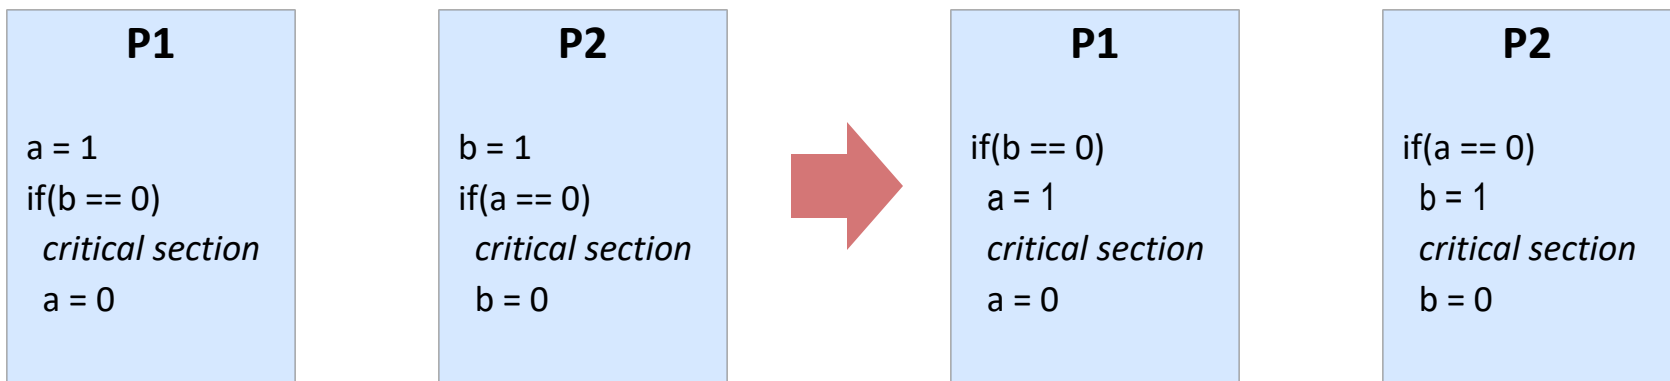 P1
a = 1
if(b == 0)
critical section
a = 0
P2
b = 1
if(a == 0)
critical section
b = 0
P1
if(b == 0)
a = 1
critical section
a = 0
P2
if(a == 0)
b = 1
critical section
b = 0